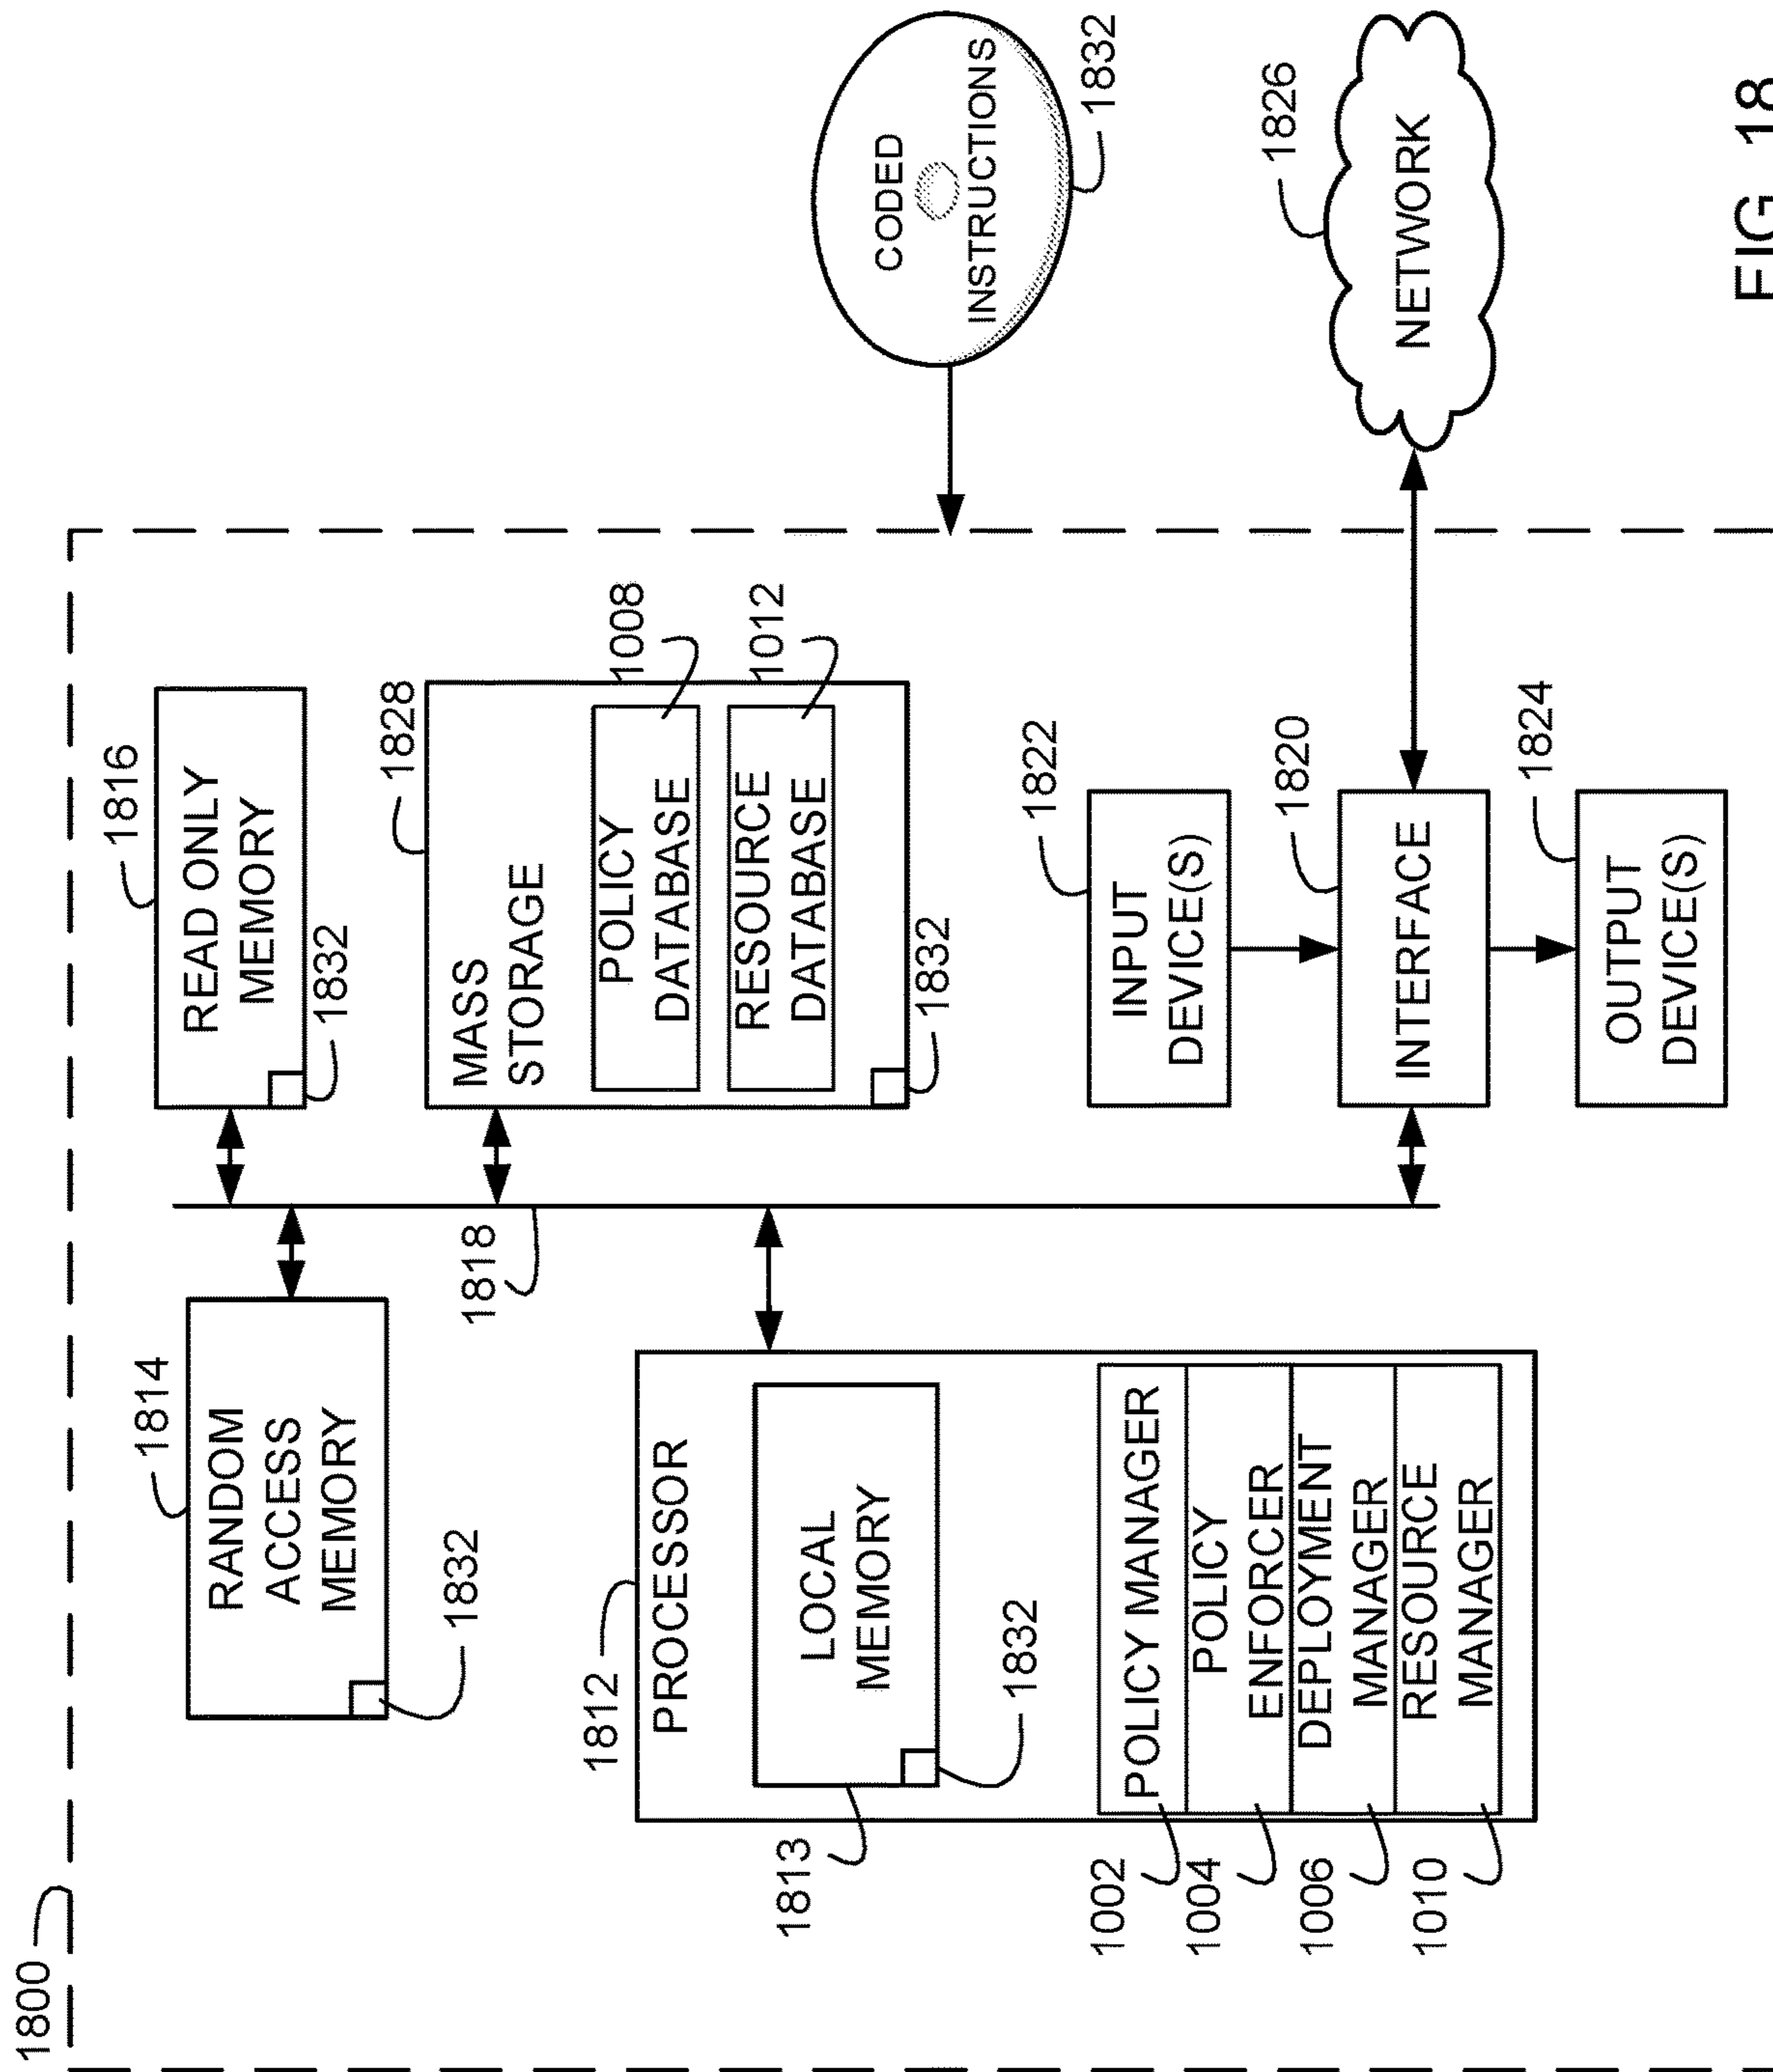 1800
1814
RANDOM
ACCESS
MEMORY
1832
1816
READ ONLY
MEMORY
1832
1818
1828
MASS
STORAGE
POLICY
DATABASE
1008
RESOURCE
DATABASE
1012
1832
1812
PROCESSOR
LOCAL
MEMORY
1813
1832
1002
POLICY MANAGER
1004
POLICY
ENFORCER
1006
DEPLOYMENT
MANAGER
1010
RESOURCE
MANAGER
1822
INPUT
DEVICE(S)
1820
INTERFACE
1824
OUTPUT
DEVICE(S)
CODED
INSTRUCTIONS
1832
1826
NETWORK
FIG. 18